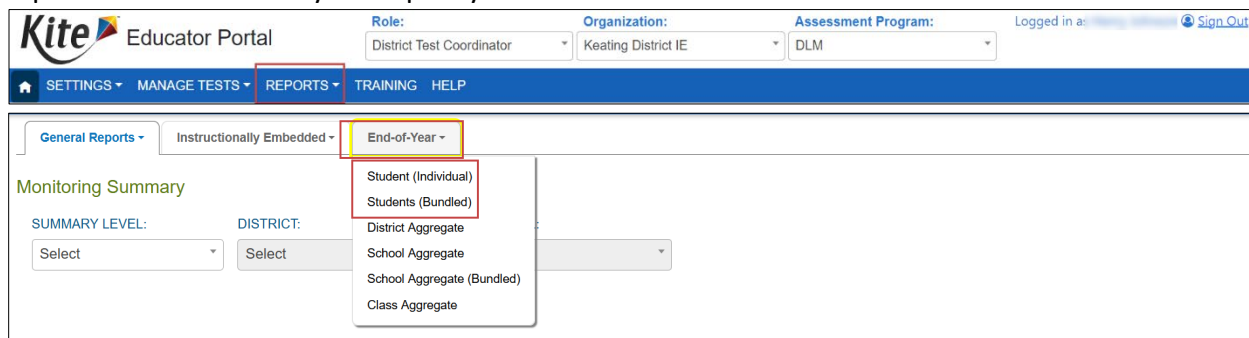 Role: Organization: Assessment Program: Logged in as Sign Out
Kite Educator Portal
District Test Coordinator Keating District IE DLM
SETTINGS MANAGE TESTS REPORTS TRAINING HELP
General Reports Instructionally Embedded End-of-Year
Student (Individual)
Monitoring Summary
Students (Bundled)
SUMMARY LEVEL: DISTRICT: District Aggregate
Select Select School Aggregate
School Aggregate (Bundled)
Class Aggregate